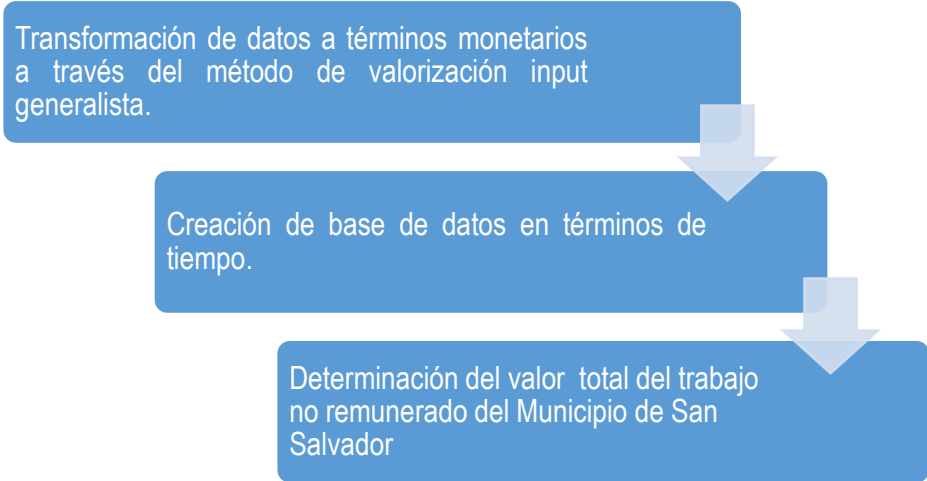 Transformación de datos a términos monetarios
a través del método de valorización input
generalista.
Creación de base de datos en términos de
tiempo.
Determinación del valor total del trabajo
no remunerado del Municipio de San
Salvador